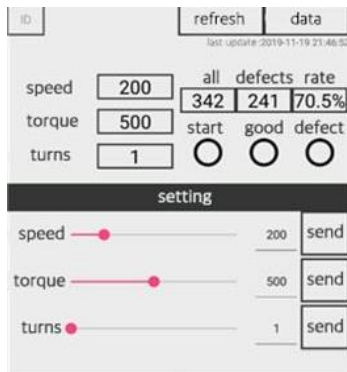 ID refresh data
last update :2019-11-19 21:46:52
speed 200 all defects rate
342 241 70.5%
torque 500 start good defect
turns 1
setting
speed 200 send
torque 500 send
turns 1 send